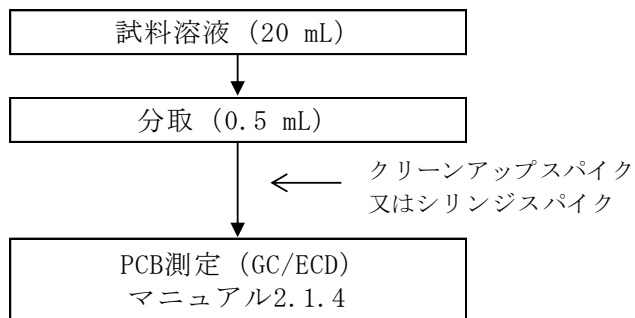 試料溶液 (20 mL)
分取 (0.5 mL)
クリーンアップスパイク
又はシリンジスパイク
PCB測定 (GC/ECD)
マニュアル2.1.4